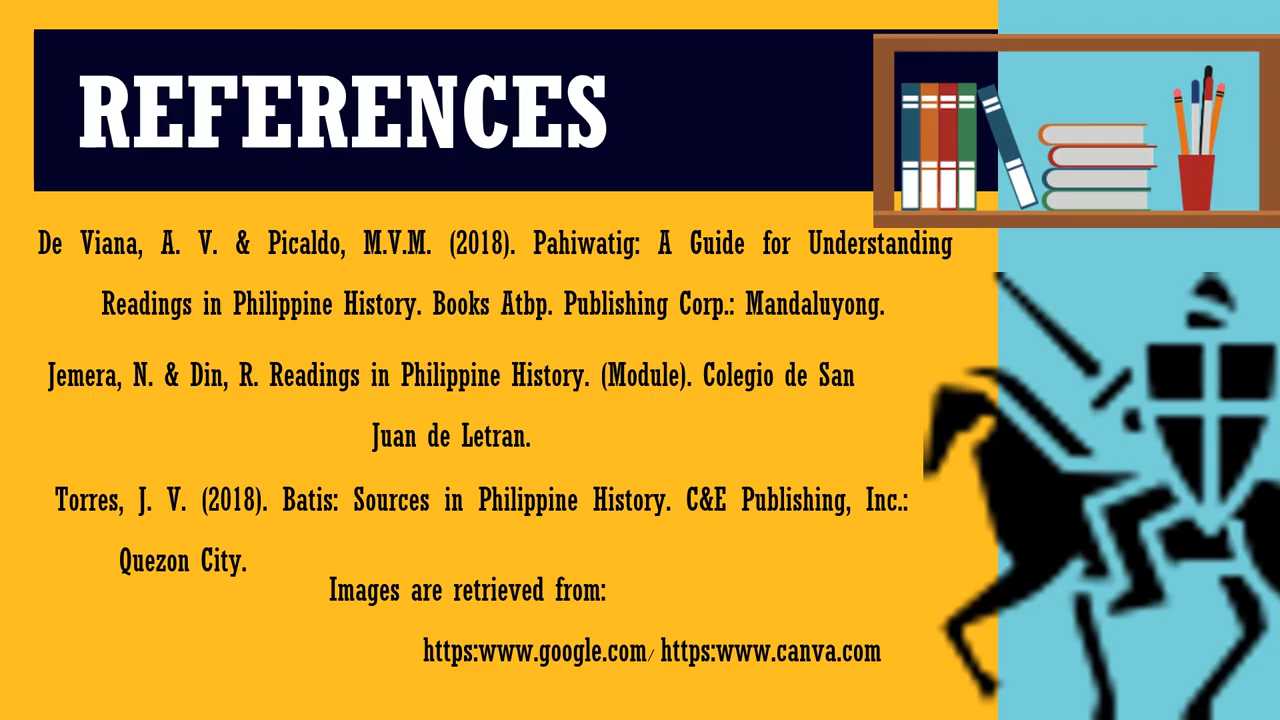 REFERENCES
De Viana, A. V. & Picaldo, M.V.M. (2018). Pahiwatig: A Guide for Understanding
Readings in Philippine History. Books Atbp. Publishing Corp.: Mandaluyong.
Jemera, N. & Din, R. Readings in Philippine History. (Module). Colegio de San
Juan de Letran.
Torres, J. V. (2018). Batis: Sources in Philippine History. C&E Publishing, Inc.:
Quezon City.
Images are retrieved from:
https:www.google.com/ https:www.canva.com